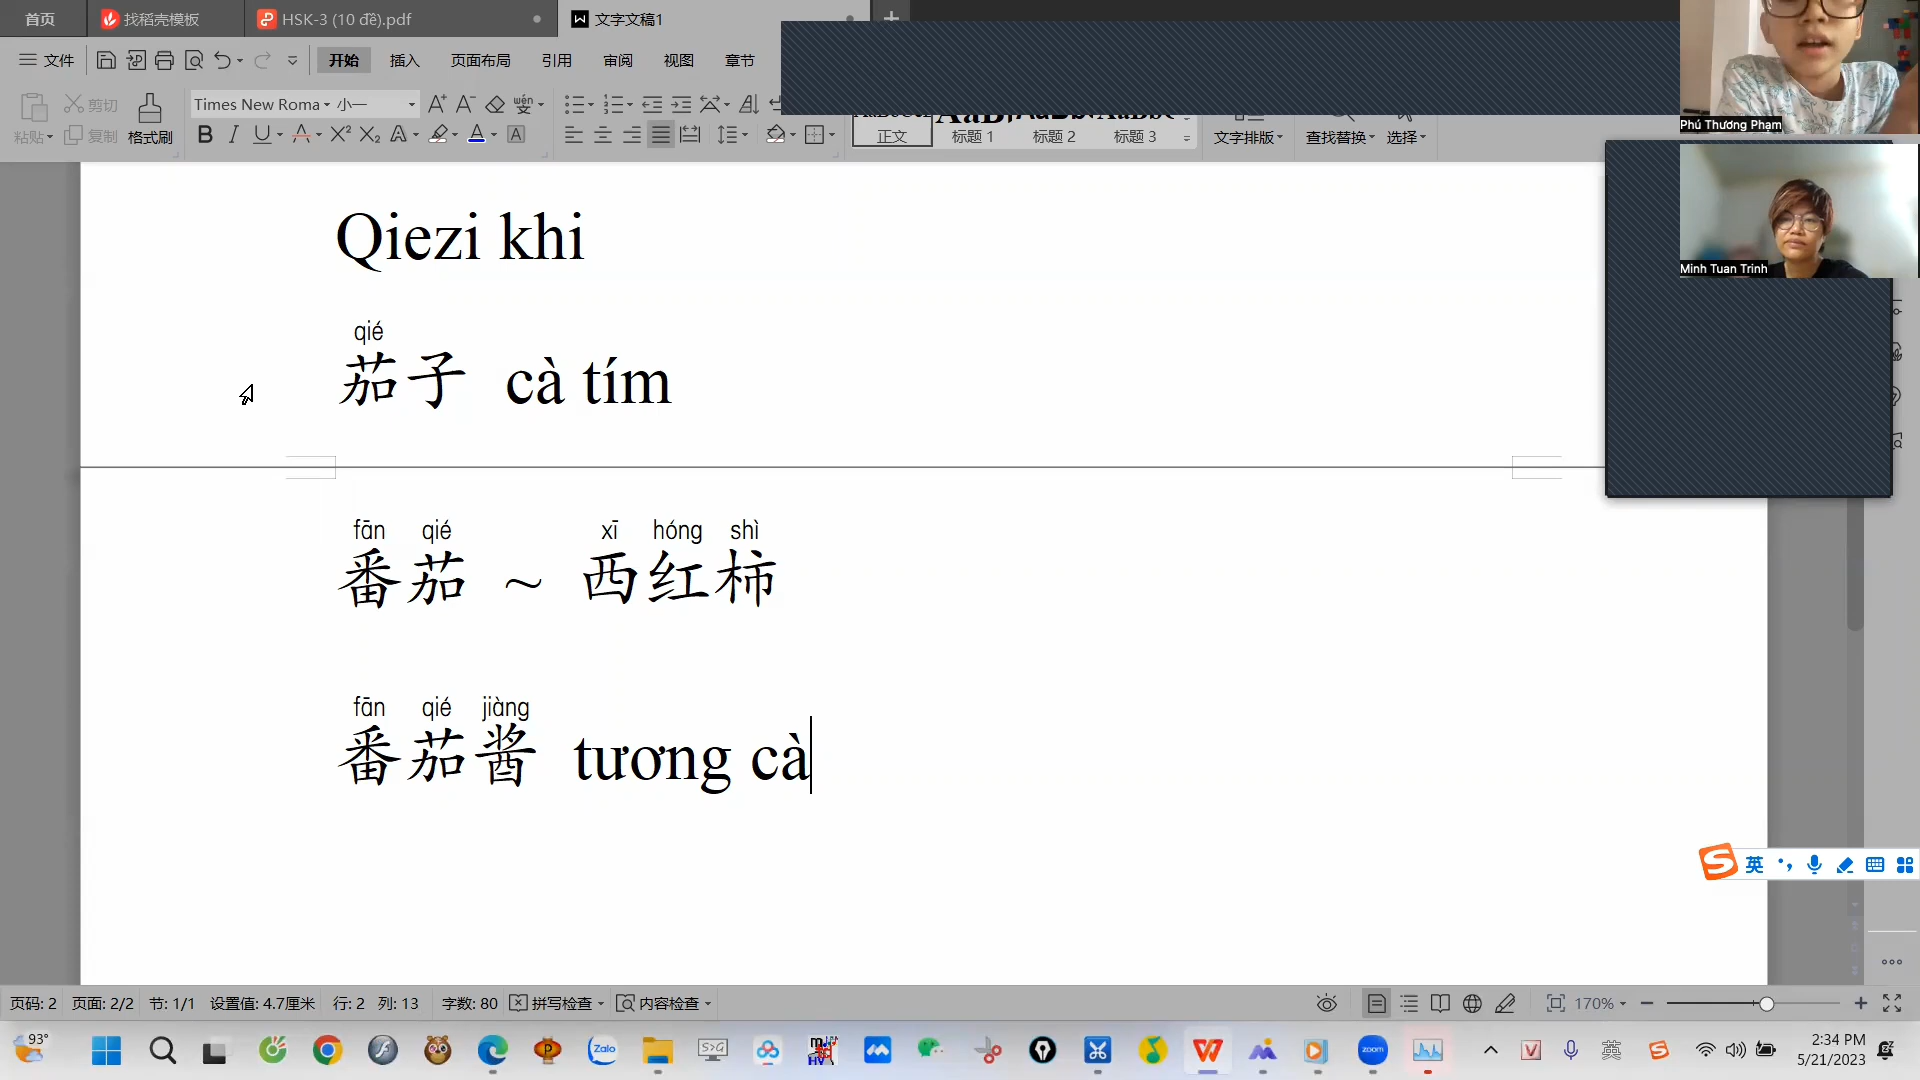 首页 找稻壳模板 HSK-3 (10 đề).pdf 文字文稿1
文件 开始 插入 页面布局 引用 审阅 视图 章节
粘贴 剪切 复制 格式刷 Times New Roma 小一 正文 标题 1 标题 2 标题 3 文字排版 查找替换 选择
Phú Thương Phạm
Minh Tuan Trinh
Qiezi khi
qié
茄子 cà tím
fān qié xī hóng shì
番茄 ~ 西红柿
fān qié jiàng
番茄酱 tương cà
英
页码: 2 页面: 2/2 节: 1/1 设置值: 4.7厘米 行: 2 列: 13 字数: 80 拼写检查 内容检查 170%
93° Zalo zoom 英 2:34 PM
5/21/2023